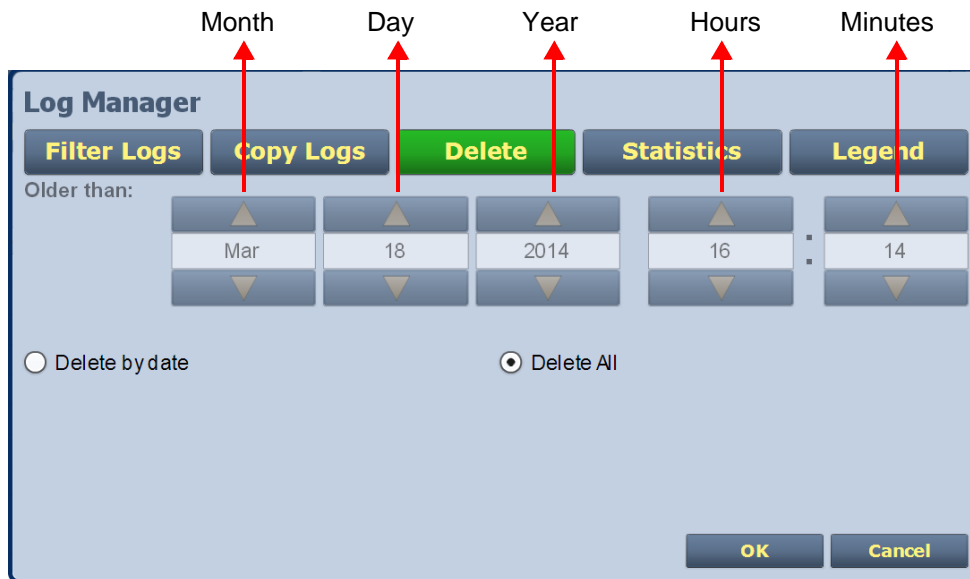 Month Day Year Hours Minutes
Log Manager
Filter Logs Copy Logs Delete Statistics Legend
Older than:
Mar 18 2014 16 : 14
Delete by date Delete All
OK Cancel